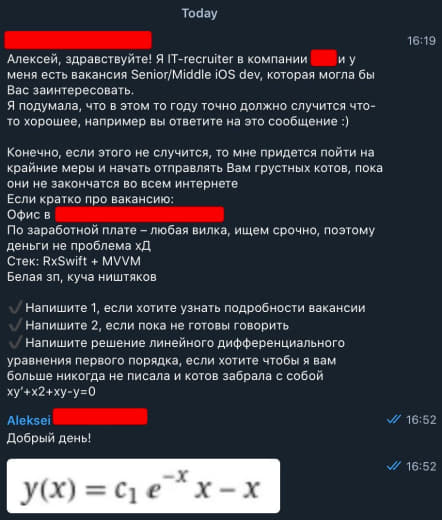 Today
16:19
Алексей, здравствуйте! Я IT-recruiter в компании и у
меня есть вакансия Senior/Middle iOS dev, которая могла бы
Вас заинтересовать.
Я подумала, что в этом то году точно должно случится что-
то хорошее, например вы ответите на это сообщение :)
Конечно, если этого не случится, то мне придется пойти на
крайние меры и начать отправлять Вам грустных котов, пока
они не закончатся во всем интернете
Если кратко про вакансию:
Офис в
По заработной плате – любая вилка, ищем срочно, поэтому
деньги не проблема хД
Стек: RxSwift + MVVM
Белая зп, куча ништяков
✔Напишите 1, если хотите узнать подробности вакансии
✔Напишите 2, если пока не готовы говорить
✔Напишите решение линейного дифференциального
уравнения первого порядка, если хотите чтобы я вам
больше никогда не писала и котов забрала с собой
xy'+x2+xy-y=0
Aleksei 16:52
Добрый день!
16:52
y(x) = c₁ e^{-x} x – x